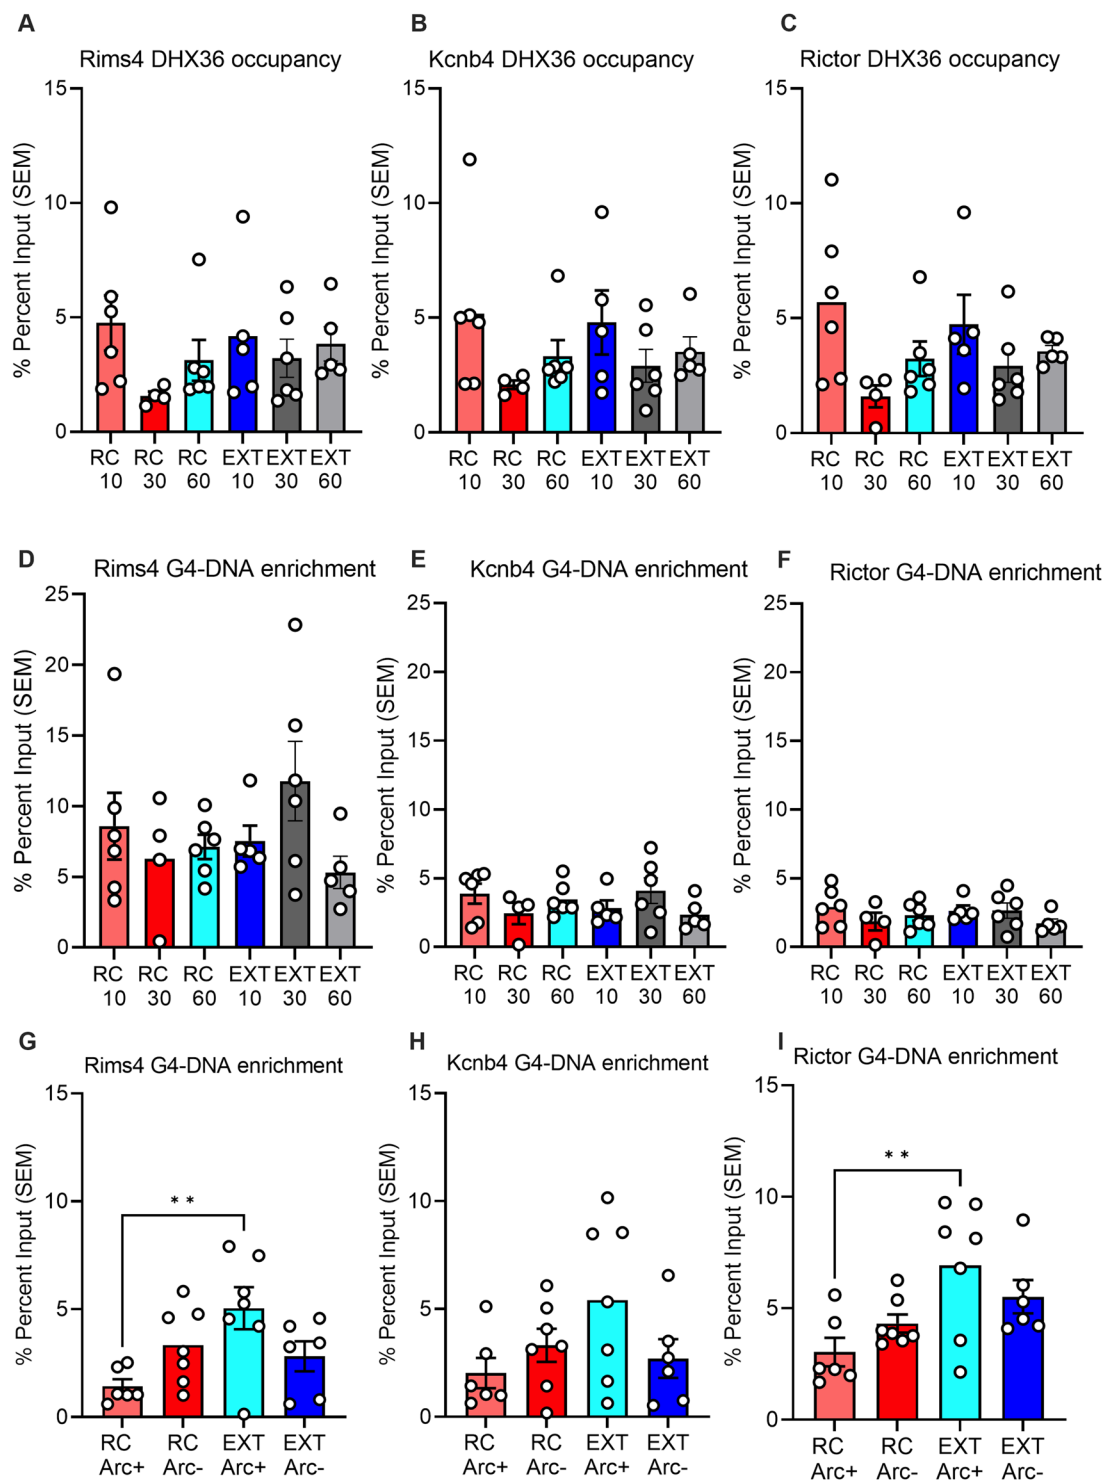 A
Rims4 DHX36 occupancy
% Percent Input (SEM)
15
10
5
0
RC RC RC EXT EXT EXT
10 30 60 10 30 60
B
Kcnb4 DHX36 occupancy
% Percent Input (SEM)
15
10
5
0
RC RC RC EXT EXT EXT
10 30 60 10 30 60
C
Rictor DHX36 occupancy
% Percent Input (SEM)
15
10
5
0
RC RC RC EXT EXT EXT
10 30 60 10 30 60
D
Rims4 G4-DNA enrichment
% Percent Input (SEM)
25
20
15
10
5
0
RC RC RC EXT EXT EXT
10 30 60 10 30 60
E
Kcnb4 G4-DNA enrichment
% Percent Input (SEM)
25
20
15
10
5
0
RC RC RC EXT EXT EXT
10 30 60 10 30 60
F
Rictor G4-DNA enrichment
% Percent Input (SEM)
25
20
15
10
5
0
RC RC RC EXT EXT EXT
10 30 60 10 30 60
G
Rims4 G4-DNA enrichment
% Percent Input (SEM)
15
10
5
0
**
RC RC EXT EXT
Arc+ Arc- Arc+ Arc-
H
Kcnb4 G4-DNA enrichment
% Percent Input (SEM)
15
10
5
0
RC RC EXT EXT
Arc+ Arc- Arc+ Arc-
I
Rictor G4-DNA enrichment
% Percent Input (SEM)
15
10
5
0
**
RC RC EXT EXT
Arc+ Arc- Arc+ Arc-